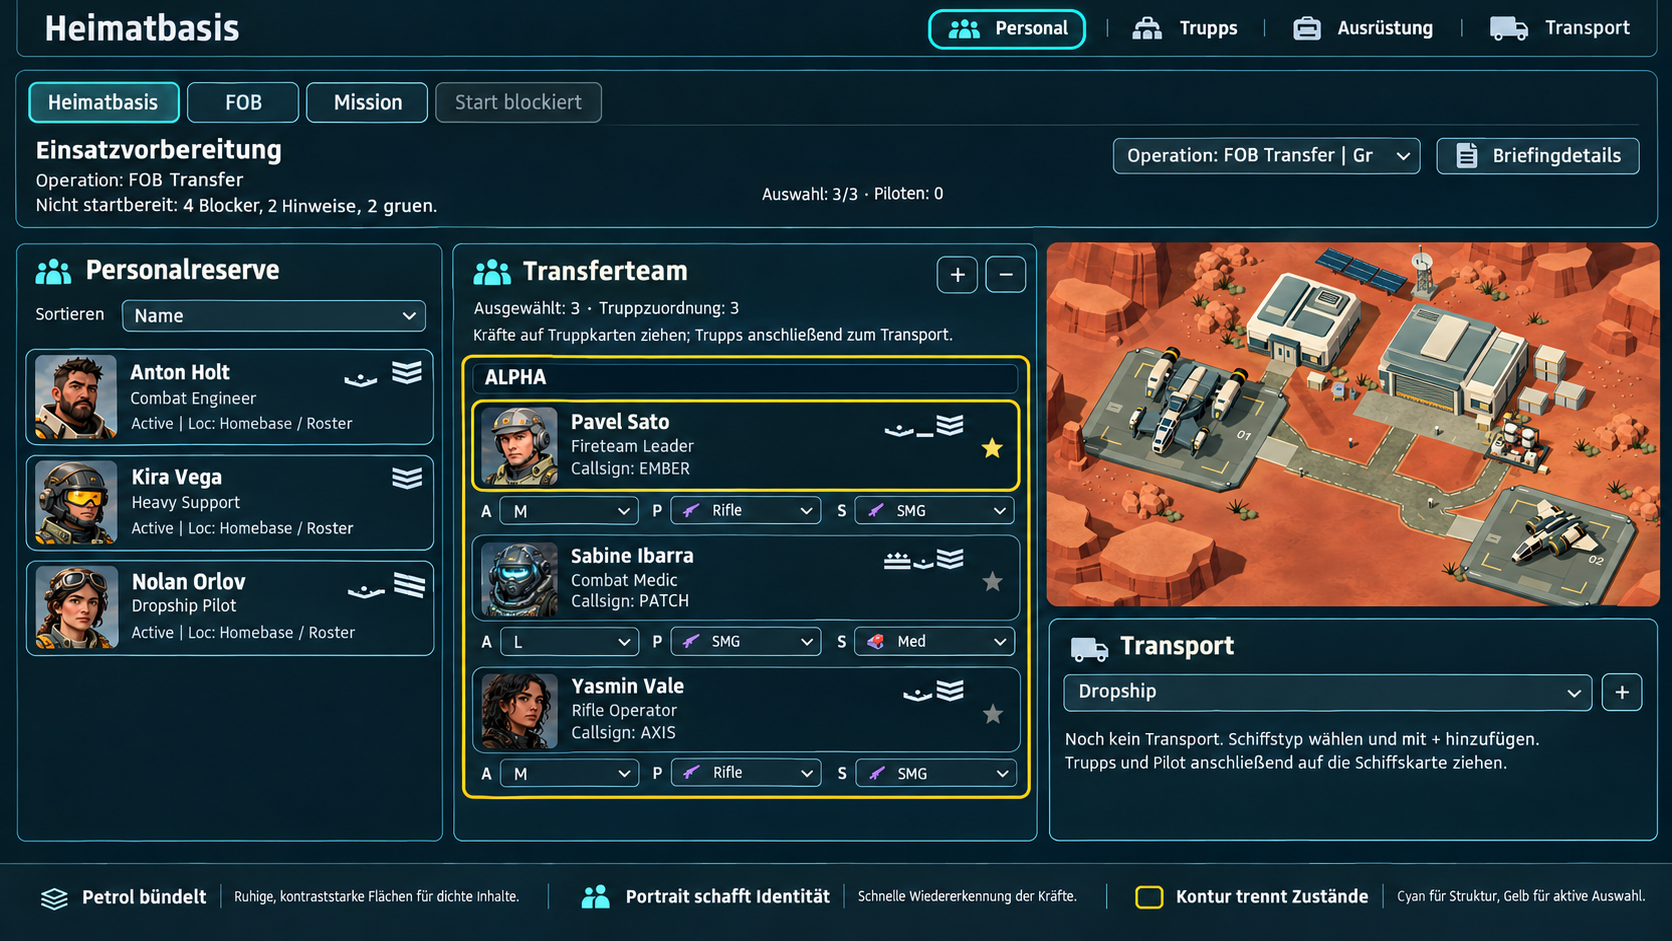 Heimatbasis
Personal
Trupps
Ausrüstung
Transport
Heimatbasis
FOB
Mission
Start blockiert
Einsatzvorbereitung
Operation: FOB Transfer
Nicht startbereit: 4 Blocker, 2 Hinweise, 2 gruen.
Auswahl: 3/3 · Piloten: 0
Operation: FOB Transfer | Gr
Briefingdetails
Personalreserve
Sortieren
Name
Anton Holt
Combat Engineer
Active | Loc: Homebase / Roster
Kira Vega
Heavy Support
Active | Loc: Homebase / Roster
Nolan Orlov
Dropship Pilot
Active | Loc: Homebase / Roster
Transferteam
+
−
Ausgewählt: 3 · Truppzuordnung: 3
Kräfte auf Truppkarten ziehen; Trupps anschließend zum Transport.
ALPHA
Pavel Sato
Fireteam Leader
Callsign: EMBER
A M P Rifle S SMG
Sabine Ibarra
Combat Medic
Callsign: PATCH
A L P SMG S Med
Yasmin Vale
Rifle Operator
Callsign: AXIS
A M P Rifle S SMG
01
02
Transport
Dropship
+
Noch kein Transport. Schiffstyp wählen und mit + hinzufügen.
Trupps und Pilot anschließend auf die Schiffskarte ziehen.
Petrol bündelt
Ruhige, kontraststarke Flächen für dichte Inhalte.
Portrait schafft Identität
Schnelle Wiedererkennung der Kräfte.
Kontur trennt Zustände
Cyan für Struktur, Gelb für aktive Auswahl.